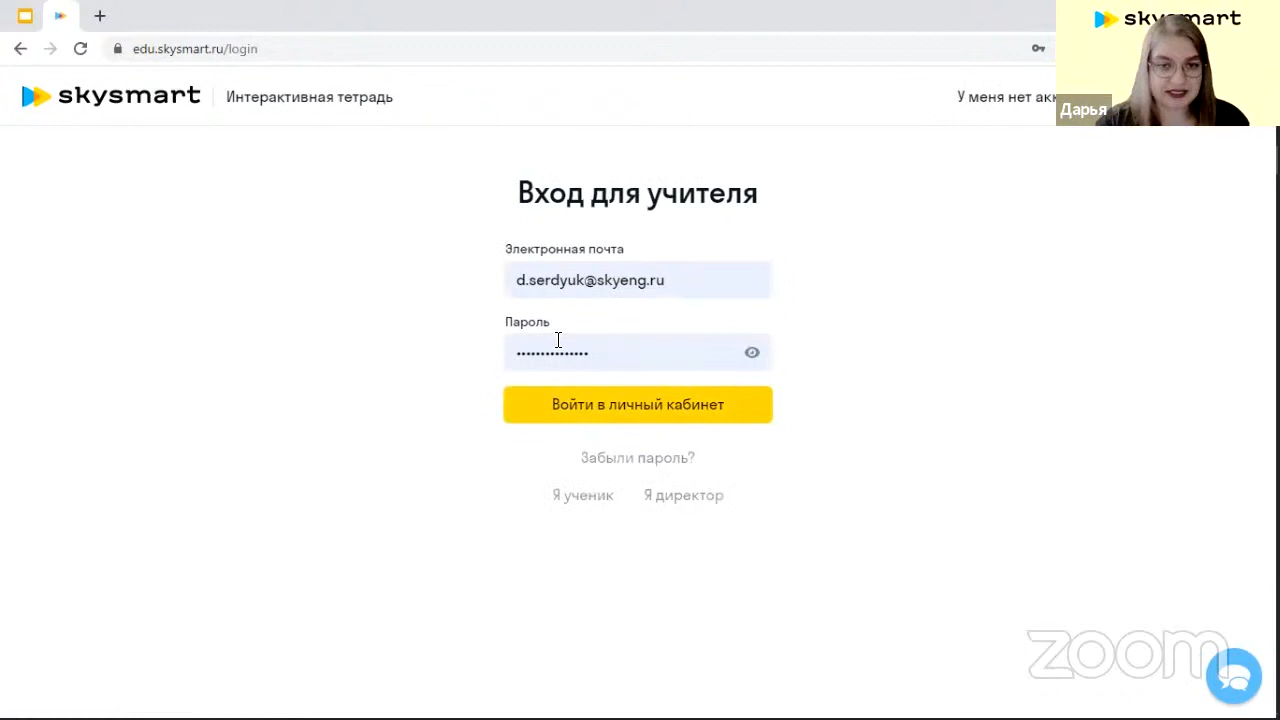 edu.skysmart.ru/login
skysmart
Дарья
skysmart
Интерактивная тетрадь
У меня нет
Вход для учителя
Электронная почта
d.serdyuk@skyeng.ru
Пароль
•••••••••••••••
Войти в личный кабинет
Забыли пароль?
Я ученик
Я директор
zoom